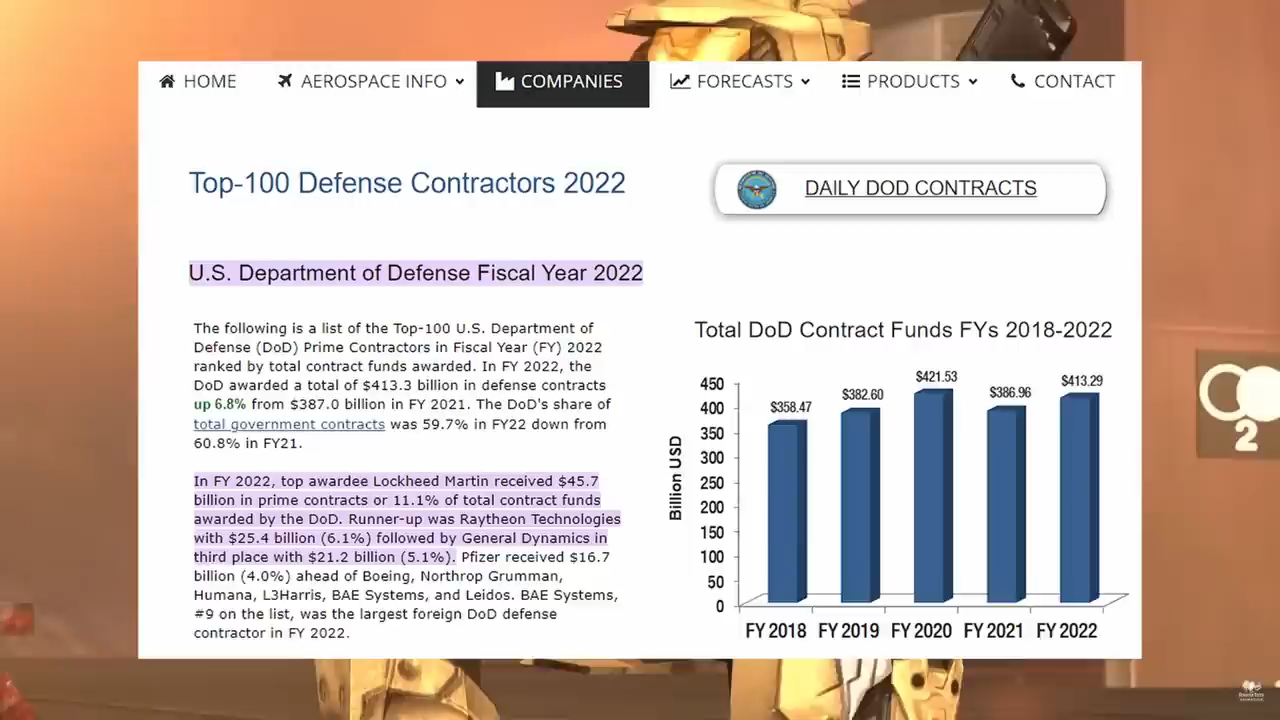 HOME
AEROSPACE INFO
COMPANIES
FORECASTS
PRODUCTS
CONTACT
Top-100 Defense Contractors 2022
DAILY DOD CONTRACTS
U.S. Department of Defense Fiscal Year 2022
The following is a list of the Top-100 U.S. Department of
Defense (DoD) Prime Contractors in Fiscal Year (FY) 2022
ranked by total contract funds awarded. In FY 2022, the
DoD awarded a total of $413.3 billion in defense contracts
up 6.8% from $387.0 billion in FY 2021. The DoD's share of
total government contracts was 59.7% in FY22 down from
60.8% in FY21.
In FY 2022, top awardee Lockheed Martin received $45.7
billion in prime contracts or 11.1% of total contract funds
awarded by the DoD. Runner-up was Raytheon Technologies
with $25.4 billion (6.1%) followed by General Dynamics in
third place with $21.2 billion (5.1%). Pfizer received $16.7
billion (4.0%) ahead of Boeing, Northrop Grumman,
Humana, L3Harris, BAE Systems, and Leidos. BAE Systems,
#9 on the list, was the largest foreign DoD defense
contractor in FY 2022.
Total DoD Contract Funds FYs 2018-2022
Billion USD
450
400
350
300
250
200
150
100
50
0
$358.47
$382.60
$421.53
$386.96
$413.29
FY 2018
FY 2019
FY 2020
FY 2021
FY 2022
2